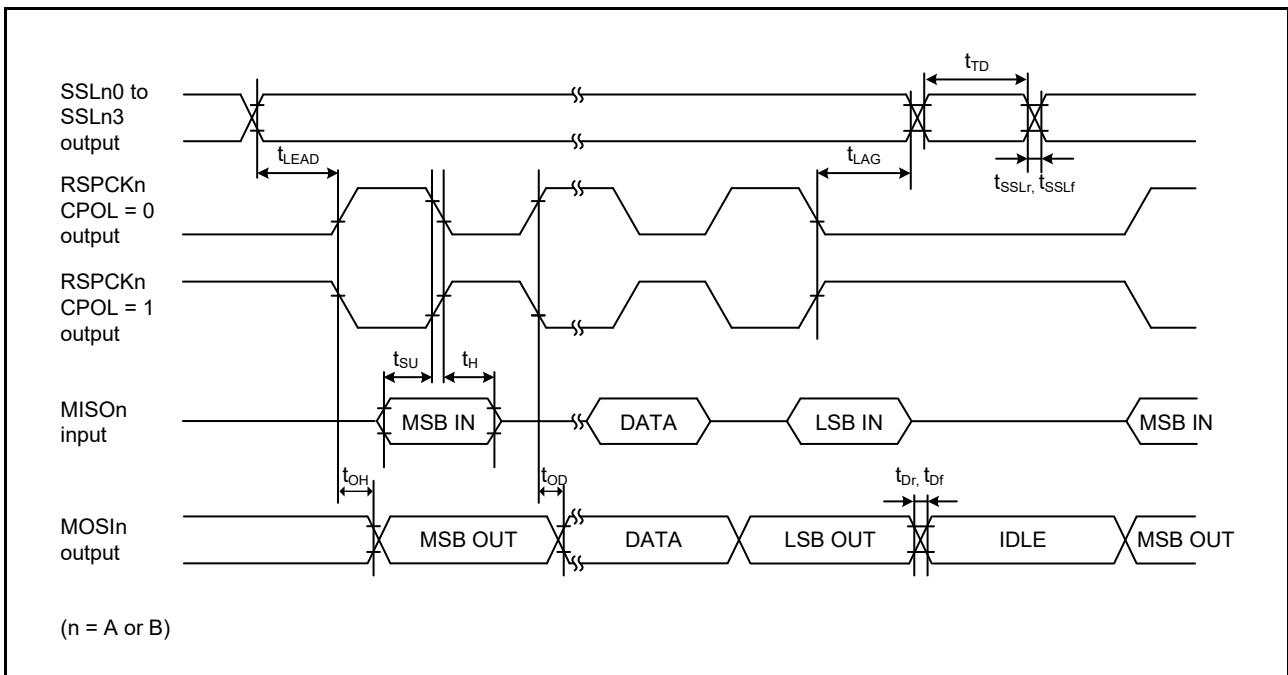 SSLn0 to
SSLn3
output
tTD
tLEAD
tLAG
tSSLr, tSSLf
RSPCKn
CPOL = 0
output
RSPCKn
CPOL = 1
output
tSU
tH
MISOn
input
MSB IN
DATA
LSB IN
MSB IN
tOH
tOD
tDr, tDf
MOSIn
output
MSB OUT
DATA
LSB OUT
IDLE
MSB OUT
(n = A or B)